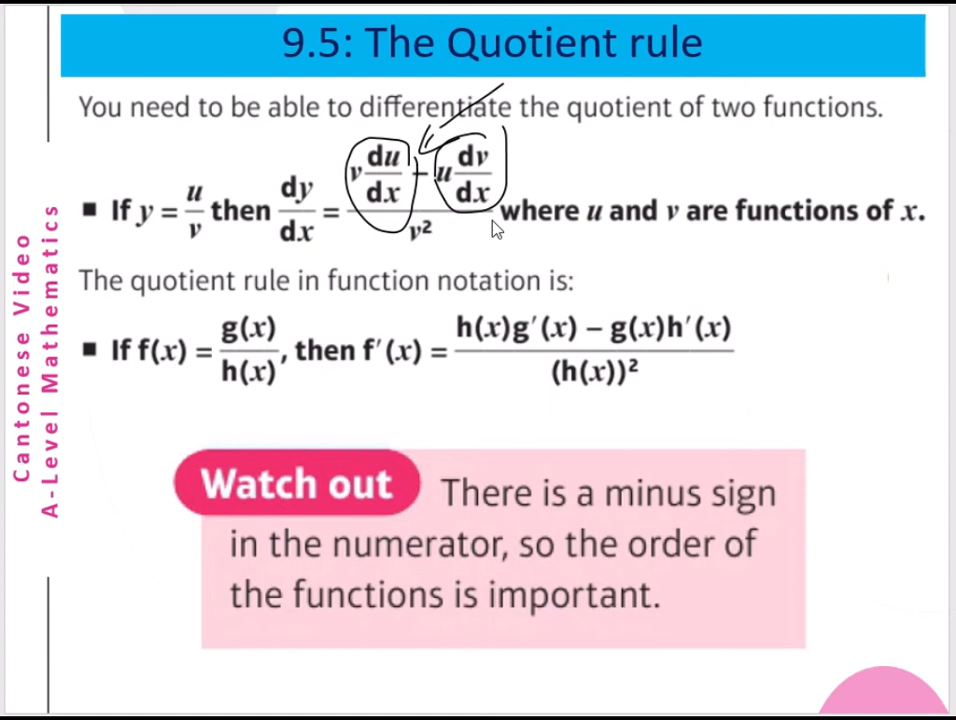 9.5: The Quotient rule
You need to be able to differentiate the quotient of two functions.
■ If y = u/v then dy/dx = (v du/dx − u dv/dx)/v² where u and v are functions of x.
The quotient rule in function notation is:
■ If f(x) = g(x)/h(x), then f′(x) = (h(x)g′(x) − g(x)h′(x))/(h(x))²
Watch out There is a minus sign
in the numerator, so the order of
the functions is important.
Cantonese Video
A-Level Mathematics